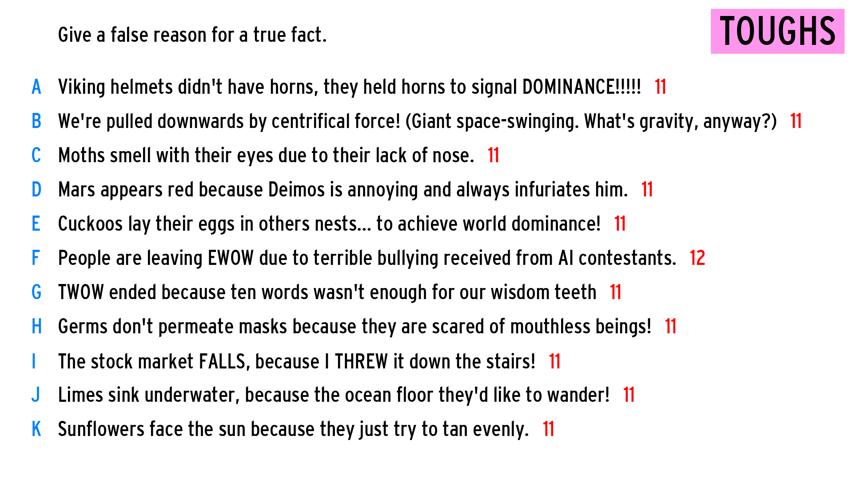 Give a false reason for a true fact.
TOUGHS
A Viking helmets didn't have horns, they held horns to signal DOMINANCE!!!!! 11
B We're pulled downwards by centrifical force! (Giant space-swinging. What's gravity, anyway?) 11
C Moths smell with their eyes due to their lack of nose. 11
D Mars appears red because Deimos is annoying and always infuriates him. 11
E Cuckoos lay their eggs in others nests... to achieve world dominance! 11
F People are leaving EWOW due to terrible bullying received from AI contestants. 12
G TWOW ended because ten words wasn't enough for our wisdom teeth 11
H Germs don't permeate masks because they are scared of mouthless beings! 11
I The stock market FALLS, because I THREW it down the stairs! 11
J Limes sink underwater, because the ocean floor they'd like to wander! 11
K Sunflowers face the sun because they just try to tan evenly. 11